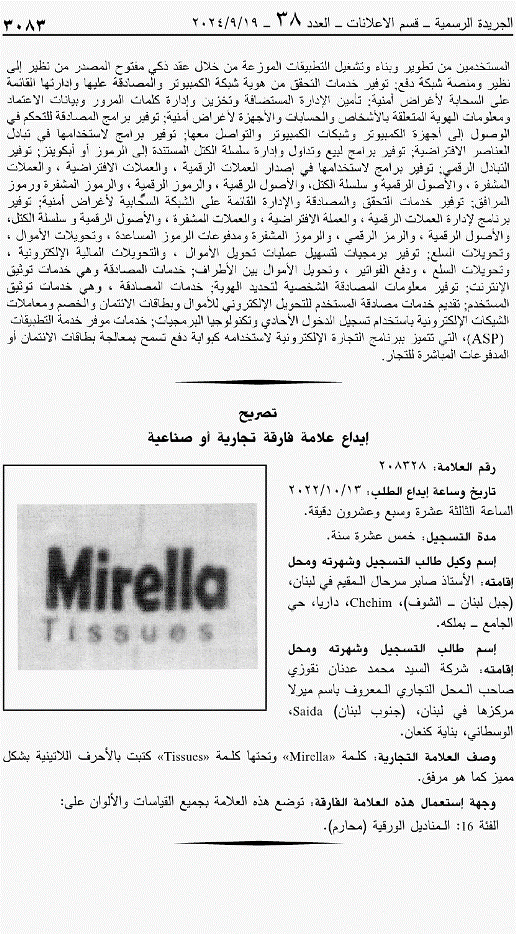 الجريدة الرسمية ـ قسم الاعلانات ـ العدد ٣٨ ـ ٢٠٢٤/٩/١٩
٣٠٨٣
المستخدمين من تطوير وبناء وتشغيل التطبيقات الموزعة من خلال عقد ذكي مفتوح المصدر من نظير إلى
نظير ومنصة شبكة دفع; توفير خدمات التحقق من هوية شبكة الكمبيوتر والمصادقة عليها وإدارتها القائمة
على السحابة لأغراض أمنية; تأمين الإدارة المستضافة وتخزين وإدارة كلمات المرور وبيانات الاعتماد
ومعلومات الهوية المتعلقة بالأشخاص والحسابات والأجهزة لأغراض أمنية; توفير برامج المصادقة للتحكم في
الوصول إلى أجهزة الكمبيوتر وشبكات الكمبيوتر والتواصل معها; توفير برامج لاستخدامها في تبادل
العناصر الافتراضية; توفير برامج لبيع وتداول وإدارة سلسلة الكتل المستندة إلى الرموز أو أبكوينز; توفير
التبادل الرقمي; توفير برامج لاستخدامها في إصدار العملات الرقمية ، والعملات الافتراضية ، والعملات
المشفرة ، والأصول الرقمية و سلسلة الكتل، والأصول الرقمية ، والرموز الرقمية ، والرموز المشفرة ورموز
المرافق; توفير خدمات التحقق والمصادقة والإدارة القائمة على الشبكة السحابية لأغراض أمنية; توفير
برنامج لإدارة العملات الرقمية ، والعملة الافتراضية ، والعملات المشفرة ، والأصول الرقمية و سلسلة الكتل،
والأصول الرقمية ، والرمز الرقمي ، والرموز المشفرة ومدفوعات الرموز المساعدة ، وتحويلات الأموال ،
وتحويلات السلع; توفير برمجيات لتسهيل عمليات تحويل الأموال ، والتحويلات المالية الإلكترونية ،
وتحويلات السلع ، ودفع الفواتير ، وتحويل الأموال بين الأطراف; خدمات المصادقة وهي خدمات توثيق
الإنترنت; توفير معلومات المصادقة الشخصية لتحديد الهوية; خدمات المصادقة ، وهي خدمات توثيق
المستخدم; تقديم خدمات مصادقة المستخدم للتحويل الإلكتروني للأموال وبطاقات الائتمان والخصم ومعاملات
الشيكات الإلكترونية باستخدام تسجيل الدخول الأحادي وتكنولوجيا البرمجيات; خدمات موفر خدمة التطبيقات
(ASP)، التي تتميز ببرنامج التجارة الإلكترونية لاستخدامه كبوابة دفع تسمح بمعالجة بطاقات الائتمان أو
المدفوعات المباشرة للتجار.
تصريح
إيداع علامة فارقة تجارية أو صناعية
رقم العلامة: ٢٠٨٣٢٨
تاريخ وساعة إيداع الطلب: ٢٠٢٢/١٠/١٣
الساعة الثالثة عشرة وسبع وعشرون دقيقة.
مدة التسجيل: خمس عشرة سنة.
إسم وكيل طالب التسجيل وشهرته ومحل
إقامته: الأستاذ صابر سرحال المقيم في لبنان،
(جبل لبنان ـ الشوف)، Chehim، داريا، حي
الجامع ـ بملكه.
إسم طالب التسجيل وشهرته ومحل
إقامته: شركة السيد محمد عدنان نقوزي
صاحب المحل التجاري المعروف باسم ميرلا
مركزها في لبنان، (جنوب لبنان) Saida،
الوسطاني، بناية كنعان.
Mirella
Tissues
وصف العلامة التجارية: كلمة «Mirella» وتحتها كلمة «Tissues» كتبت بالأحرف اللاتينية بشكل
مميز كما هو مرفق.
وجهة إستعمال هذه العلامة الفارقة: توضع هذه العلامة بجميع القياسات والألوان على:
الفئة 16: المناديل الورقية (محارم).